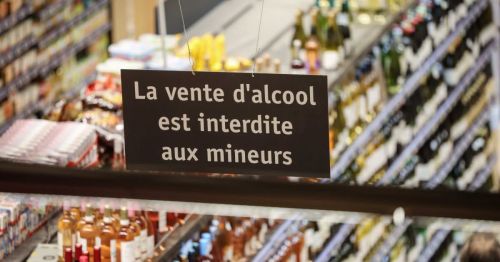 La vente d'alcool
est interdite
aux mineurs